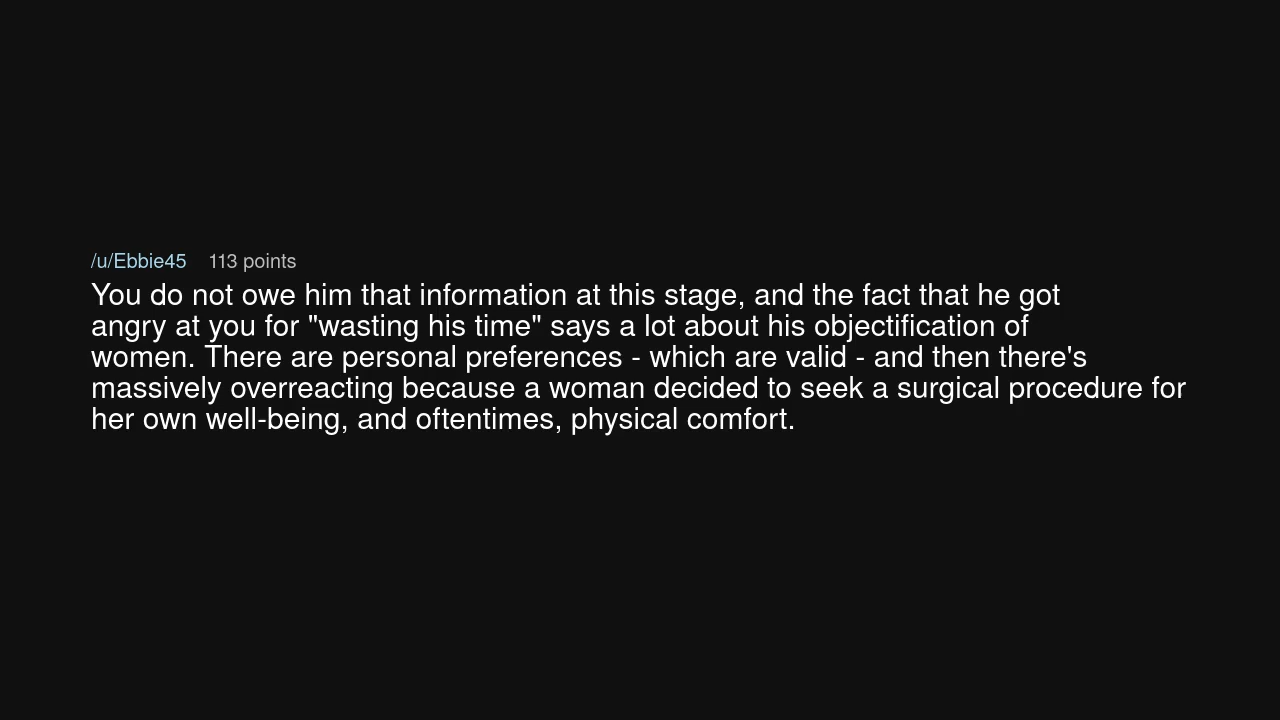 /u/Ebbie45 113 points
You do not owe him that information at this stage, and the fact that he got
angry at you for "wasting his time" says a lot about his objectification of
women. There are personal preferences - which are valid - and then there's
massively overreacting because a woman decided to seek a surgical procedure for
her own well-being, and oftentimes, physical comfort.